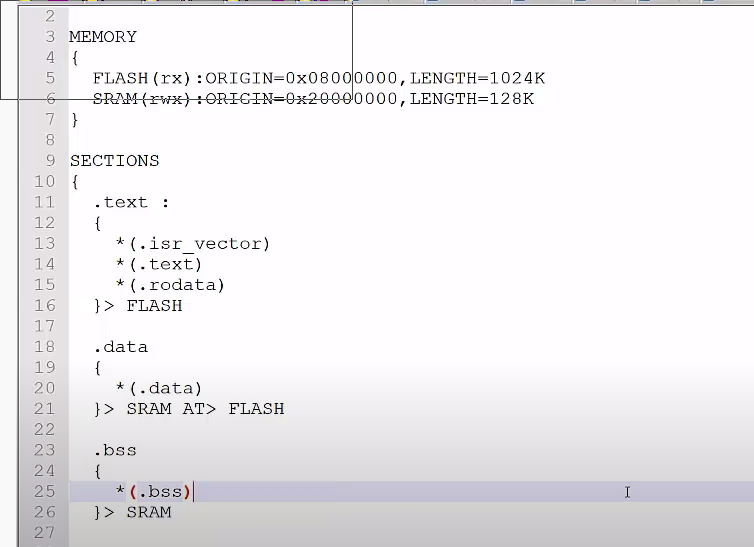 2
3 MEMORY
4 {
5 FLASH(rx):ORIGIN=0x08000000,LENGTH=1024K
6 SRAM(rwx):ORIGIN=0x20000000,LENGTH=128K
7 }
8
9 SECTIONS
10 {
11 .text :
12 {
13 *(.isr_vector)
14 *(.text)
15 *(.rodata)
16 }> FLASH
17
18 .data
19 {
20 *(.data)
21 }> SRAM AT> FLASH
22
23 .bss
24 {
25 *(.bss)
26 }> SRAM
27